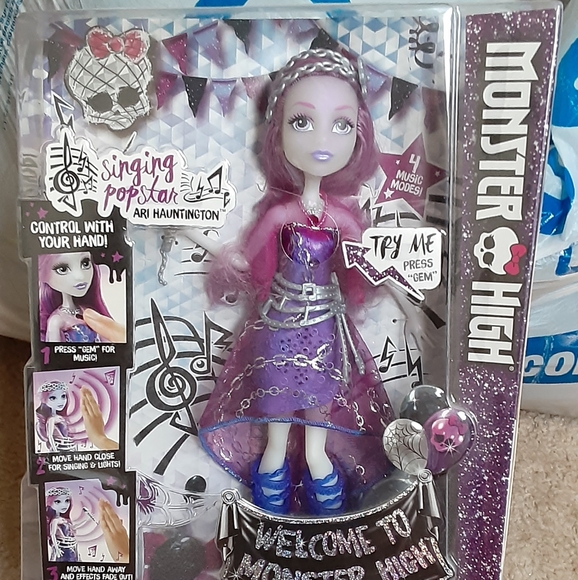 singing
popstar
ARI HAUNTINGTON™
CONTROL WITH
YOUR HAND!
1 PRESS "GEM" FOR
MUSIC!
2 MOVE HAND CLOSE
FOR SINGING & LIGHTS!
3 MOVE HAND AWAY
AND EFFECTS FADE OUT!
4
MUSIC
MODES!
TRY ME
PRESS
"GEM"
MONSTER HIGH
WELCOME TO
MONSTER HIGH